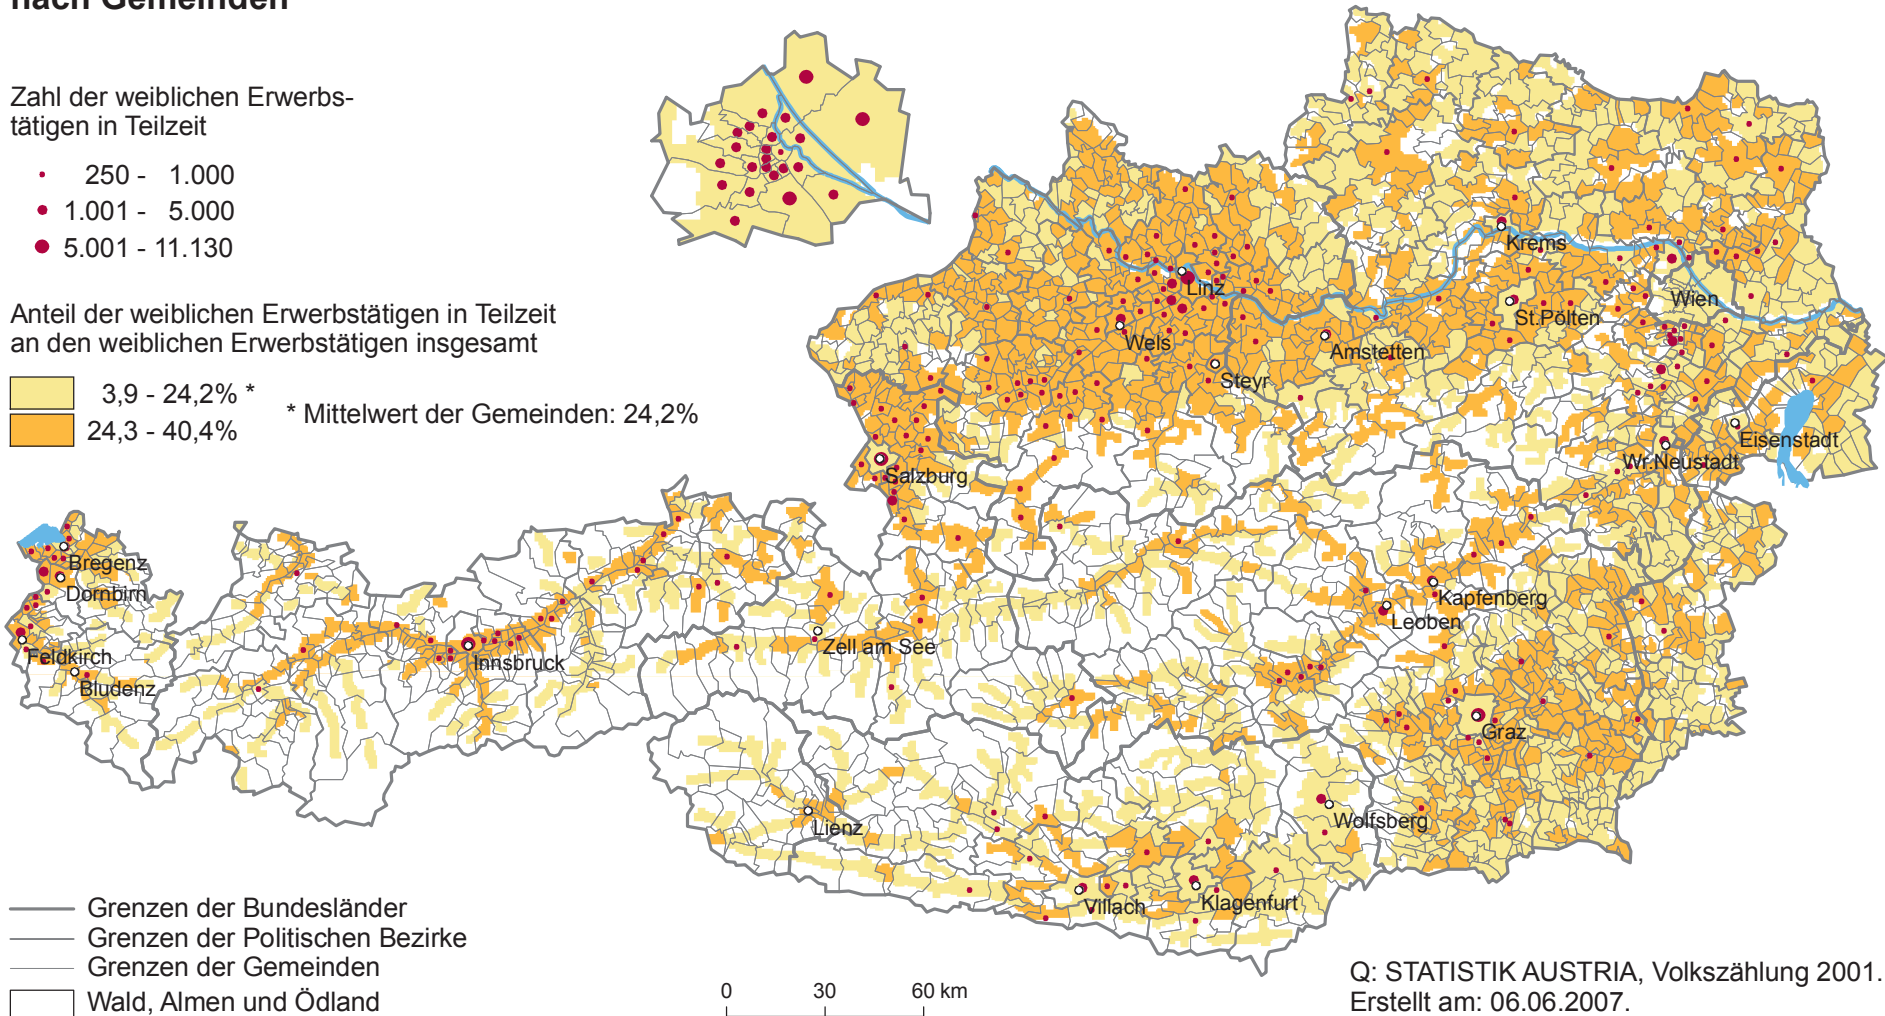 nach Gemeinden
Zahl der weiblichen Erwerbs-
tätigen in Teilzeit
250 - 1.000
1.001 - 5.000
5.001 - 11.130
Anteil der weiblichen Erwerbstätigen in Teilzeit
an den weiblichen Erwerbstätigen insgesamt
3,9 - 24,2% *
24,3 - 40,4%
* Mittelwert der Gemeinden: 24,2%
Krems
Linz
Wien
St.Pölten
Wels
Amstetten
Steyr
Eisenstadt
Wr.Neustadt
Salzburg
Bregenz
Dornbirn
Kapfenberg
Leoben
Zell am See
Feldkirch
Innsbruck
Bludenz
Graz
Wolfsberg
Lienz
Villach
Klagenfurt
Grenzen der Bundesländer
Grenzen der Politischen Bezirke
Grenzen der Gemeinden
Wald, Almen und Ödland
0 30 60 km
Q: STATISTIK AUSTRIA, Volkszählung 2001.
Erstellt am: 06.06.2007.